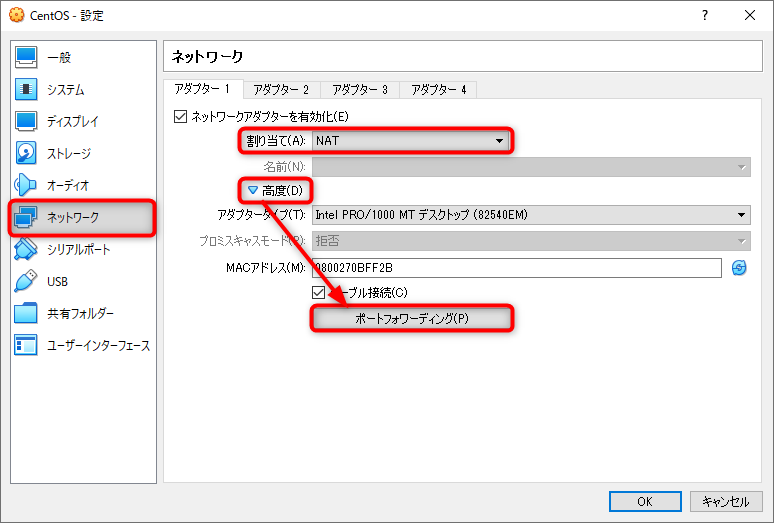 CentOS - 設定
一般
システム
ディスプレイ
ストレージ
オーディオ
ネットワーク
シリアルポート
USB
共有フォルダー
ユーザーインターフェース
ネットワーク
アダプター 1
アダプター 2
アダプター 3
アダプター 4
ネットワークアダプターを有効化(E)
割り当て(A): NAT
名前(N):
高度(D)
アダプタータイプ(T): Intel PRO/1000 MT デスクトップ (82540EM)
プロミスキャスモード(P): 拒否
MACアドレス(M): 0800270BFF2B
ケーブル接続(C)
ポートフォワーディング(P)
OK
キャンセル